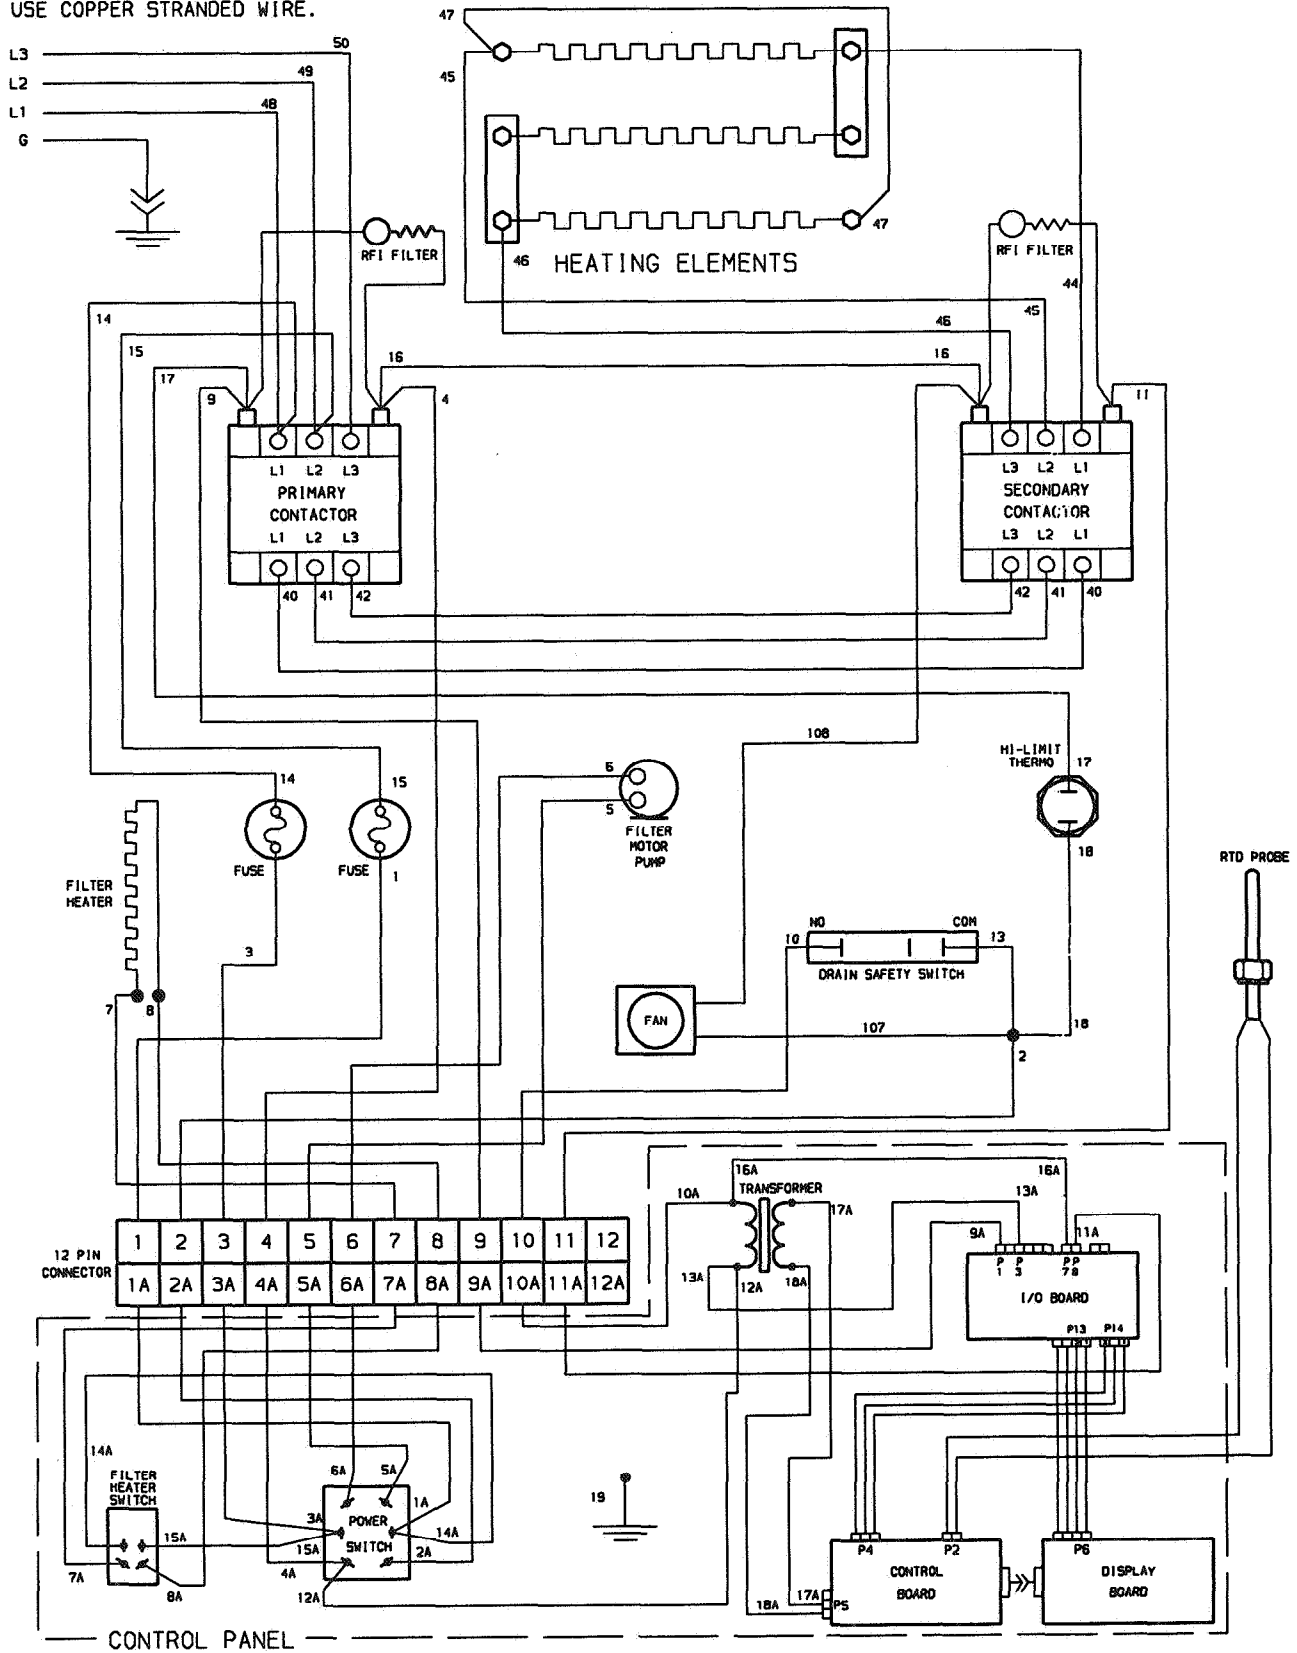 USE COPPER STRANDED WIRE.
47
L3
50
45
L2
49
L1
48
G
47
RFI FILTER
46
HEATING ELEMENTS
RFI FILTER
44
14
46
45
15
16
16
17
9
4
11
L1 L2 L3
PRIMARY
CONTACTOR
L1 L2 L3
L3 L2 L1
SECONDARY
CONTACTOR
L3 L2 L1
40 41 42
42 41 40
108
HI-LIMIT
THERMO
17
14
15
6
5
FILTER
MOTOR
PUMP
18
FUSE
FUSE
1
RTD PROBE
FILTER
HEATER
NO
COM
10
13
DRAIN SAFETY SWITCH
3
7
8
FAN
107
18
2
16A
16A
10A
TRANSFORMER
13A
17A
9A
11A
12 PIN
CONNECTOR
1 2 3 4 5 6 7 8 9 10 11 12
1A 2A 3A 4A 5A 6A 7A 8A 9A 10A 11A 12A
13A
12A
18A
P
1
P
3
P
7
P
8
I/O BOARD
P13 P14
14A
FILTER
HEATER
SWITCH
6A
5A
1A
3A
POWER
SWITCH
14A
15A
15A
2A
4A
7A
8A
12A
19
17A
18A
P5
P4
P2
CONTROL
BOARD
P6
DISPLAY
BOARD
CONTROL PANEL